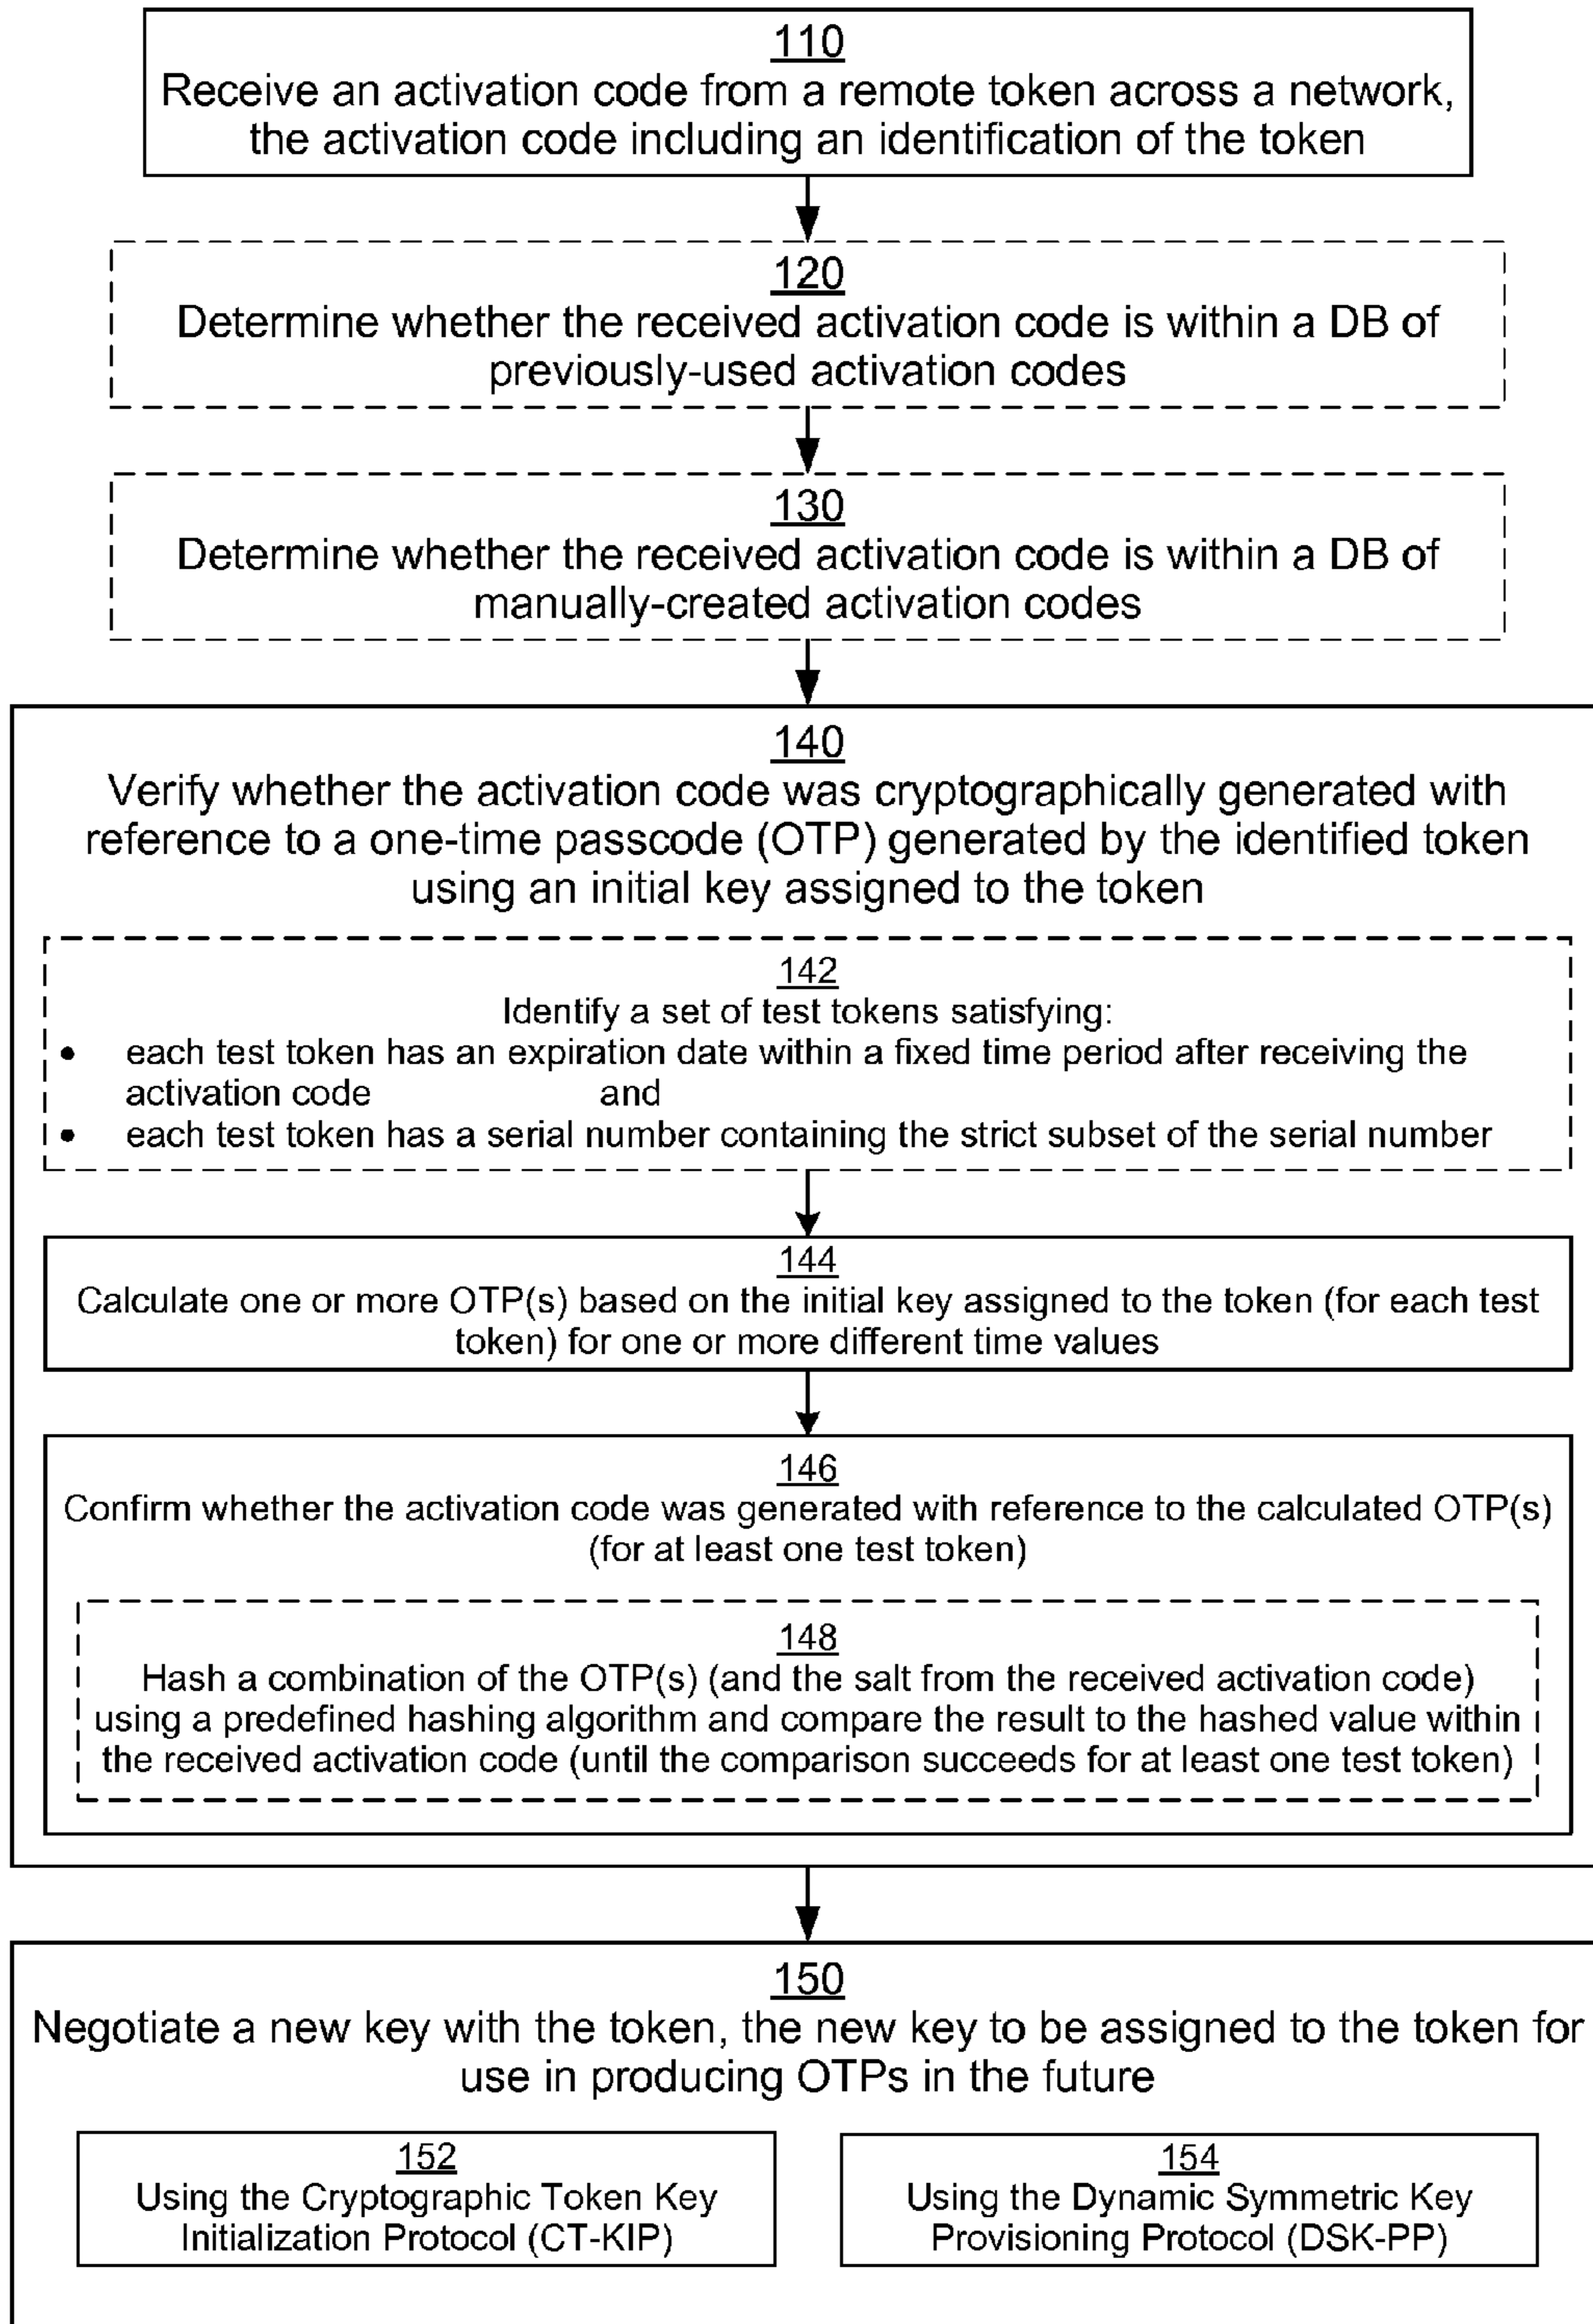 110
Receive an activation code from a remote token across a network,
the activation code including an identification of the token
120
Determine whether the received activation code is within a DB of
previously-used activation codes
130
Determine whether the received activation code is within a DB of
manually-created activation codes
140
Verify whether the activation code was cryptographically generated with
reference to a one-time passcode (OTP) generated by the identified token
using an initial key assigned to the token
142
Identify a set of test tokens satisfying:
• each test token has an expiration date within a fixed time period after receiving the
activation code and
• each test token has a serial number containing the strict subset of the serial number
144
Calculate one or more OTP(s) based on the initial key assigned to the token (for each test
token) for one or more different time values
146
Confirm whether the activation code was generated with reference to the calculated OTP(s)
(for at least one test token)
148
Hash a combination of the OTP(s) (and the salt from the received activation code)
using a predefined hashing algorithm and compare the result to the hashed value within
the received activation code (until the comparison succeeds for at least one test token)
150
Negotiate a new key with the token, the new key to be assigned to the token for
use in producing OTPs in the future
152
Using the Cryptographic Token Key
Initialization Protocol (CT-KIP)
154
Using the Dynamic Symmetric Key
Provisioning Protocol (DSK-PP)